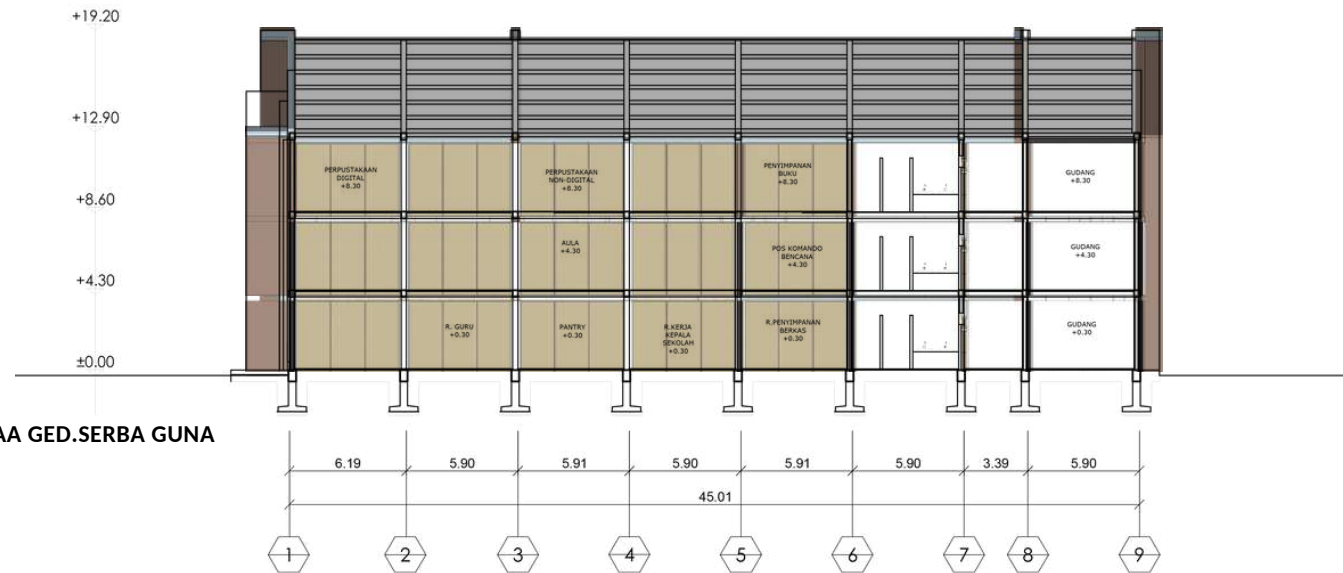 +19.20
+12.90
+8.60
+4.30
±0.00
PERPUSTAKAAN
DIGITAL
+8.30
PERPUSTAKAAN
NON-DIGITAL
+8.30
PENYIMPANAN
BUKU
+8.30
GUDANG
+8.30
AULA
+4.30
POS KOMANDO
BENCANA
+4.30
GUDANG
+4.30
R. GURU
+0.30
PANTRY
+0.30
R.KERJA
KEPALA
SEKOLAH
+0.30
R.PENYIMPANAN
BERKAS
+0.30
GUDANG
+0.30
AA GED.SERBA GUNA
6.19 5.90 5.91 5.90 5.91 5.90 3.39 5.90
45.01
1 2 3 4 5 6 7 8 9